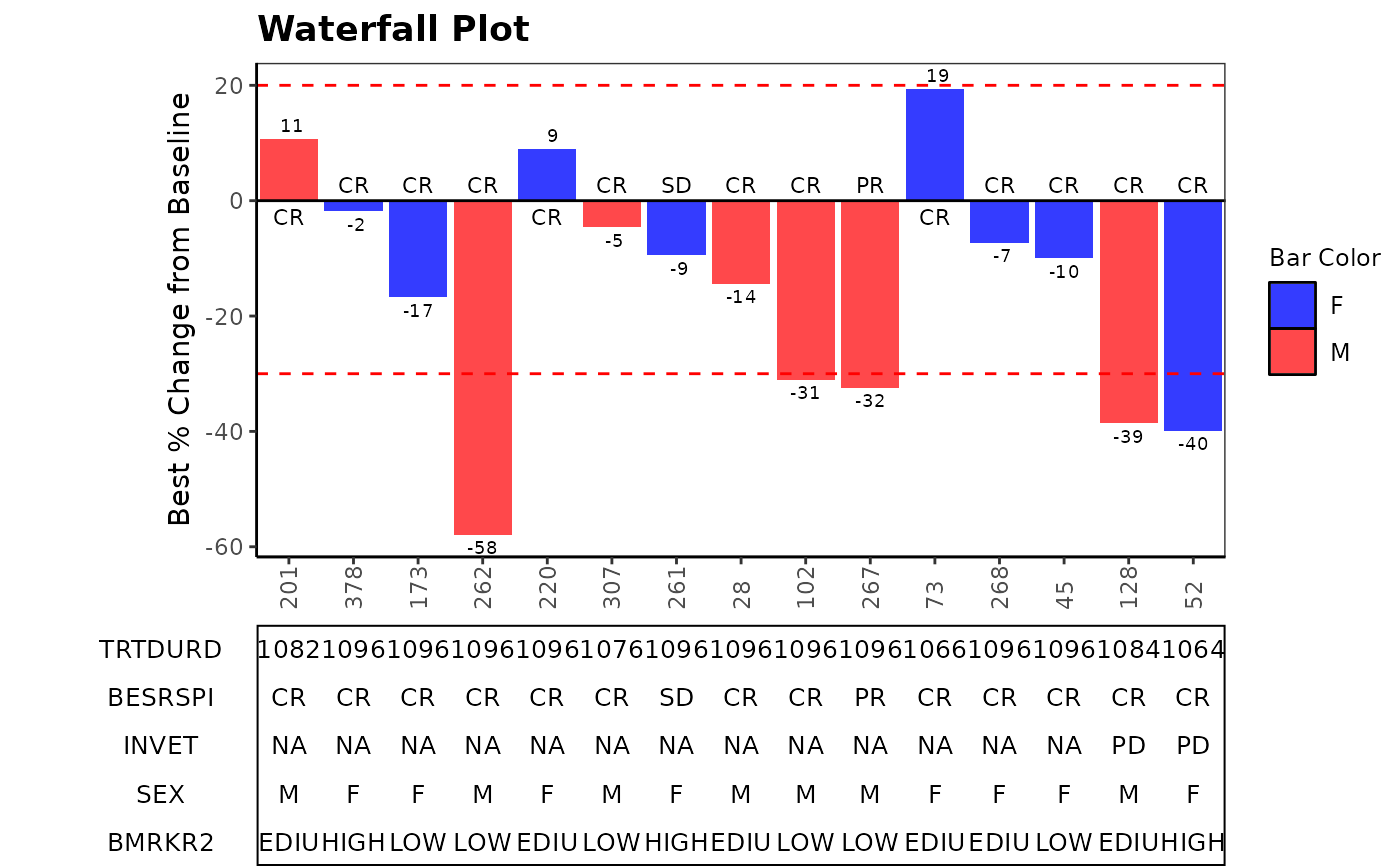 Waterfall Plot
Best % Change from Baseline
20
0
-20
-40
-60
11 9 19
CR CR CR CR SD CR CR PR CR CR CR CR
CR CR CR
-2 -17 -58 -5 -9 -14 -31 -32 -7 -10 -39 -40
201 378 173 262 220 307 261 28 102 267 73 268 45 128 52
Bar Color
F
M
TRTDURD 1082 1096 1096 1096 1096 1076 1096 1096 1096 1096 1066 1096 1096 1084 1064
BESRSPI CR CR CR CR CR CR SD CR CR PR CR CR CR CR CR
INVET NA NA NA NA NA NA NA NA NA NA NA NA NA PD PD
SEX M F F M F M F M M M F F F M F
BMRKR2 EDIU HIGH LOW LOW EDIU LOW HIGH EDIU LOW LOW EDIU EDIU LOW EDIU HIGH